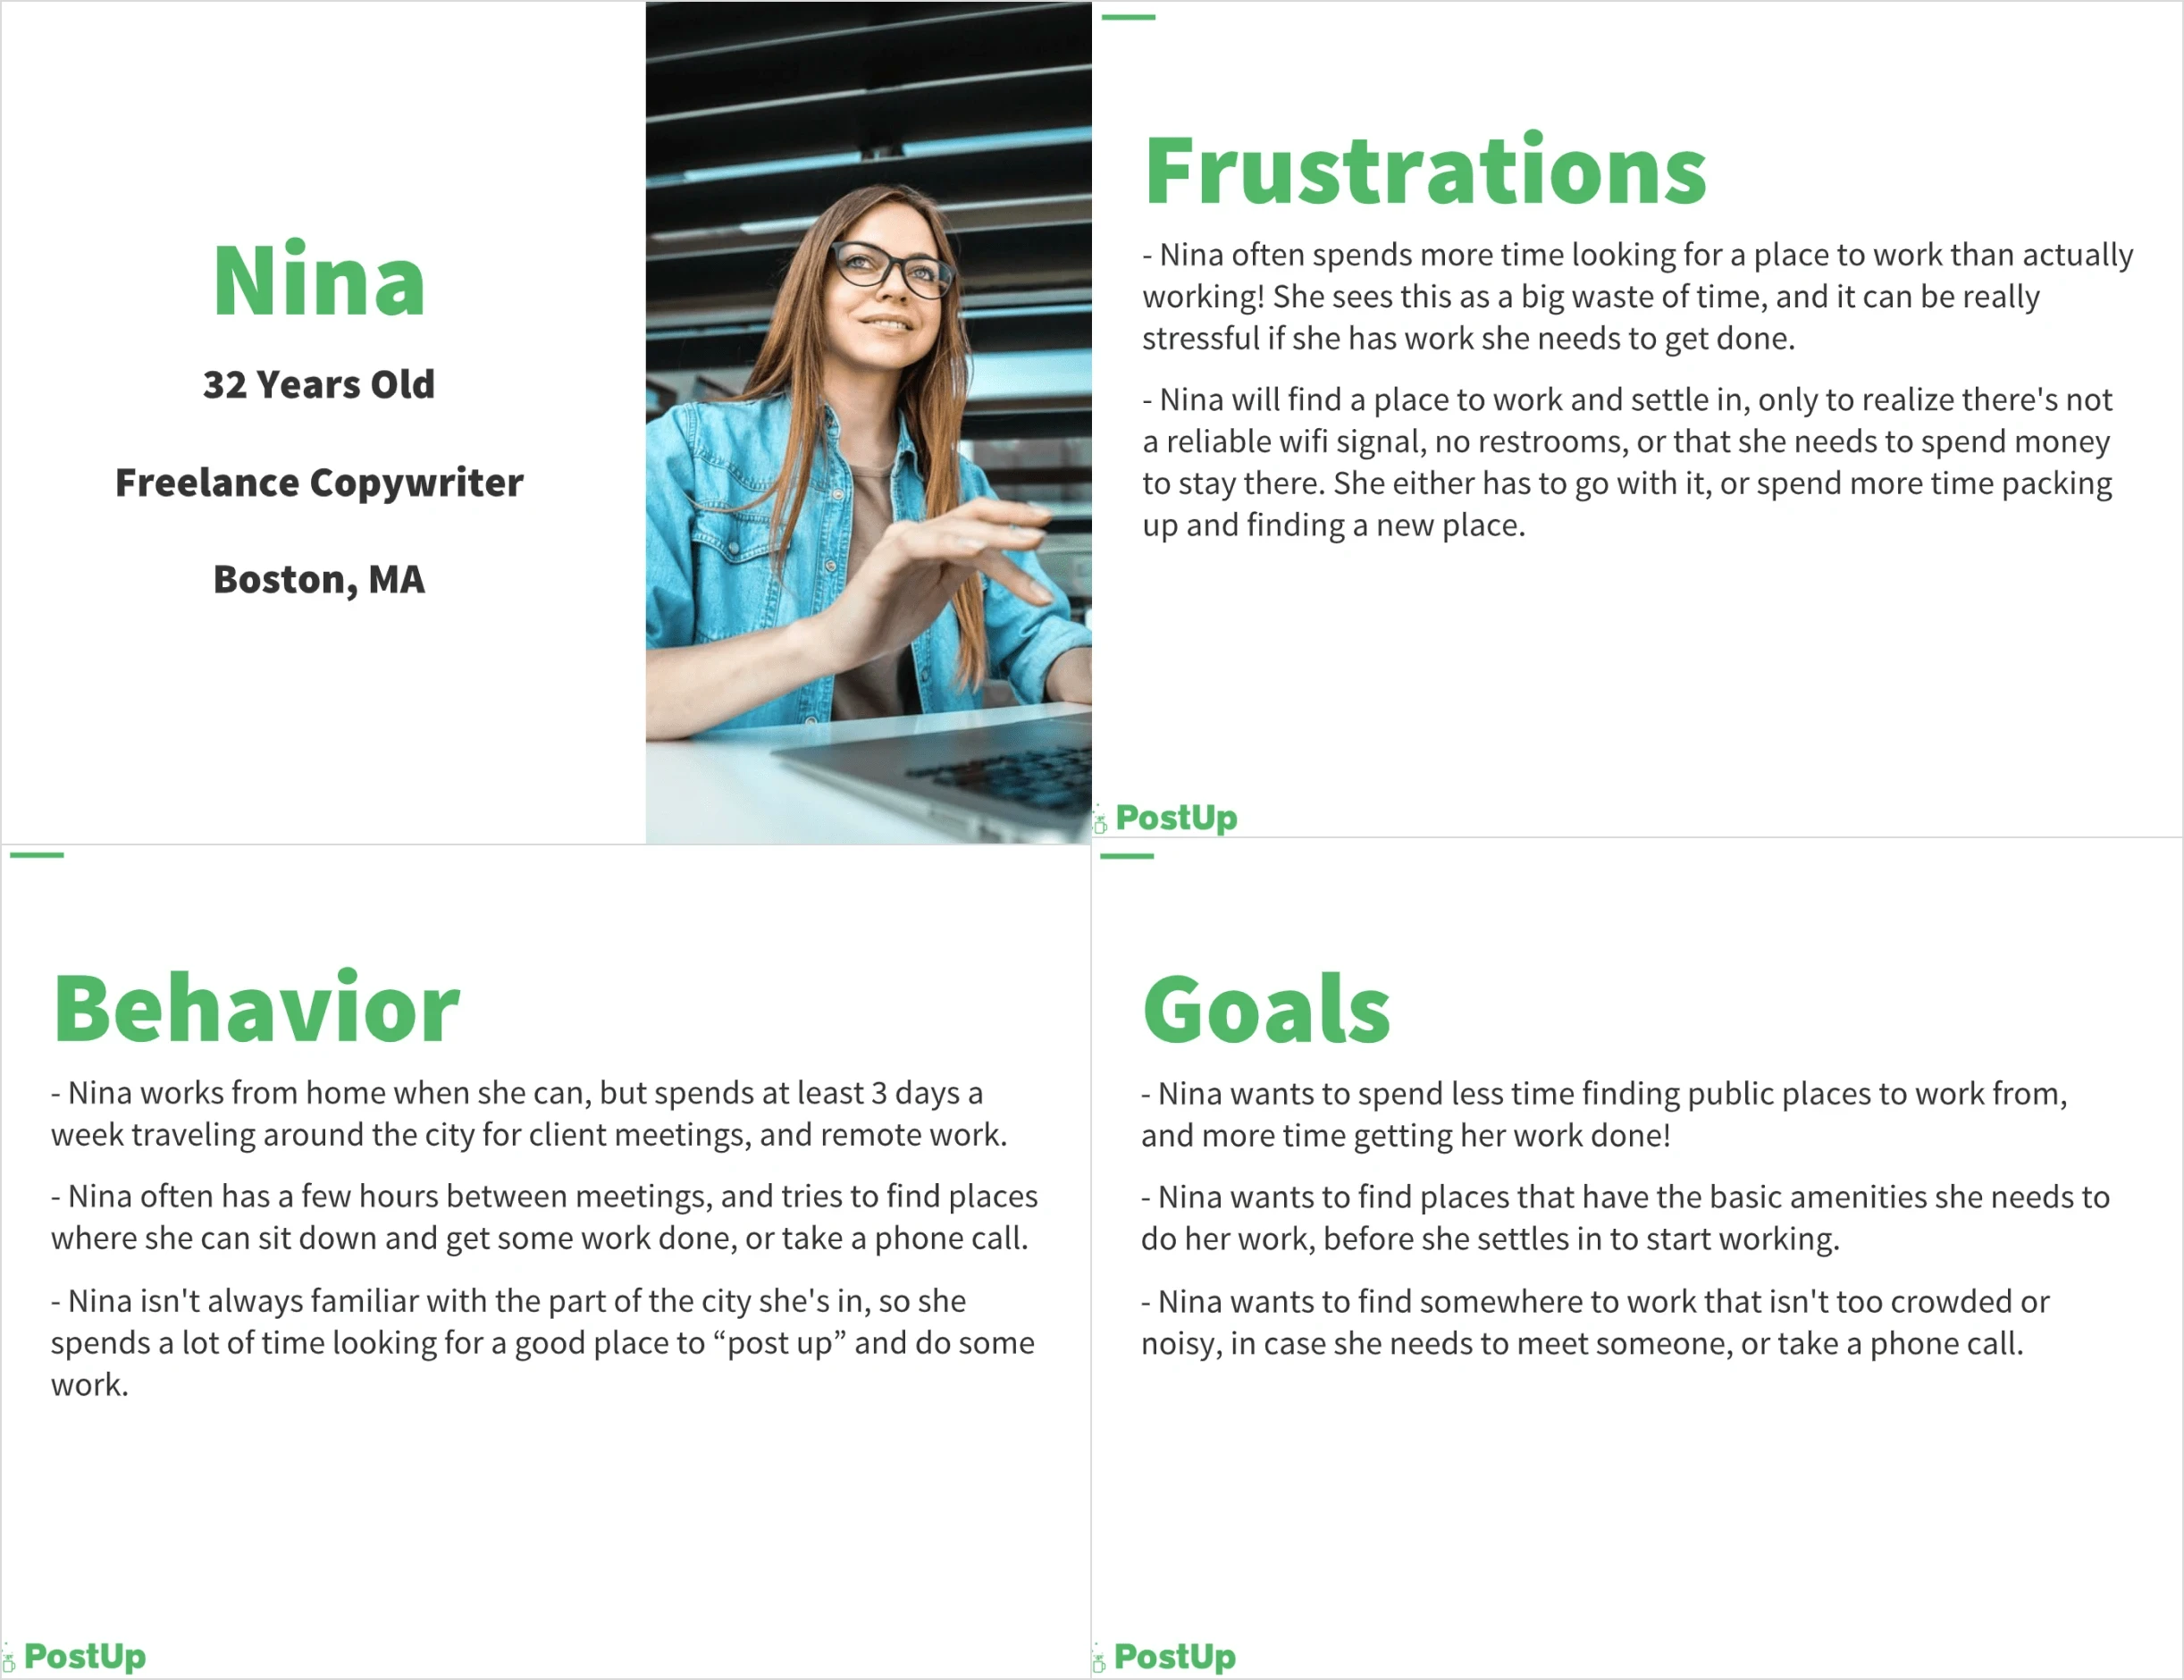 Nina
32 Years Old
Freelance Copywriter
Boston, MA
Frustrations
- Nina often spends more time looking for a place to work than actually
working! She sees this as a big waste of time, and it can be really
stressful if she has work she needs to get done.
- Nina will find a place to work and settle in, only to realize there's not
a reliable wifi signal, no restrooms, or that she needs to spend money
to stay there. She either has to go with it, or spend more time packing
up and finding a new place.
PostUp
Behavior
- Nina works from home when she can, but spends at least 3 days a
week traveling around the city for client meetings, and remote work.
- Nina often has a few hours between meetings, and tries to find places
where she can sit down and get some work done, or take a phone call.
- Nina isn't always familiar with the part of the city she's in, so she
spends a lot of time looking for a good place to “post up” and do some
work.
PostUp
Goals
- Nina wants to spend less time finding public places to work from,
and more time getting her work done!
- Nina wants to find places that have the basic amenities she needs to
do her work, before she settles in to start working.
- Nina wants to find somewhere to work that isn't too crowded or
noisy, in case she needs to meet someone, or take a phone call.
PostUp